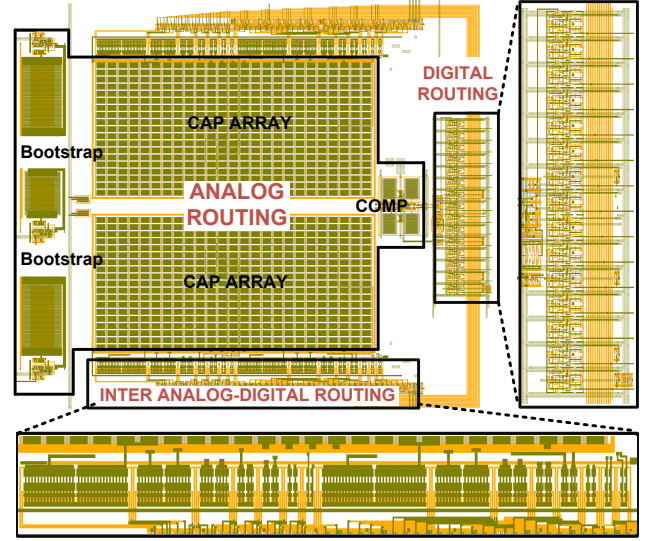 DIGITAL
ROUTING
CAP ARRAY
Bootstrap
ANALOG
ROUTING
COMP
Bootstrap
CAP ARRAY
INTER ANALOG-DIGITAL ROUTING